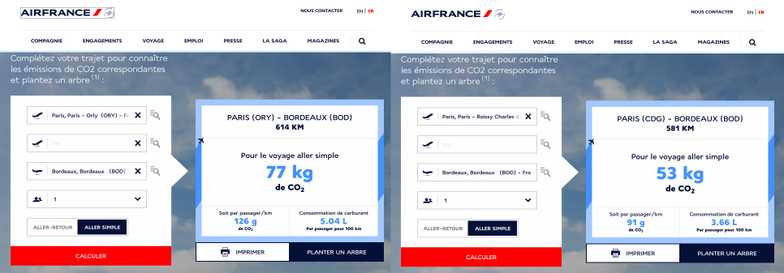 AIRFRANCE
NOUS CONTACTER
EN | FR
COMPAGNIE ENGAGEMENTS VOYAGE EMPLOI PRESSE LA SAGA MAGAZINES
Complétez votre trajet pour connaître
les émissions de CO2 correspondantes
et plantez un arbre (1) :
Paris, Paris - Orly (ORY) - F
Bordeaux, Bordeaux (BOD)
1
ALLER-RETOUR ALLER SIMPLE
CALCULER
PARIS (ORY) - BORDEAUX (BOD)
614 KM
Pour le voyage aller simple
77 kg
de CO2
Soit par passager/km
126 g
de CO2
Consommation de carburant
5.04 L
Par passager pour 100 km
IMPRIMER
PLANTER UN ARBRE
AIRFRANCE
NOUS CONTACTER
EN | FR
COMPAGNIE ENGAGEMENTS VOYAGE EMPLOI PRESSE LA SAGA MAGAZINES
Complétez votre trajet pour connaître
les émissions de CO2 correspondantes
et plantez un arbre (1) :
Paris, Paris - Roissy Charles
Bordeaux, Bordeaux (BOD) - Fra
1
ALLER-RETOUR ALLER SIMPLE
CALCULER
PARIS (CDG) - BORDEAUX (BOD)
581 KM
Pour le voyage aller simple
53 kg
de CO2
Soit par passager/km
91 g
de CO2
Consommation de carburant
3.66 L
Par passager pour 100 km
IMPRIMER
PLANTER UN ARBRE